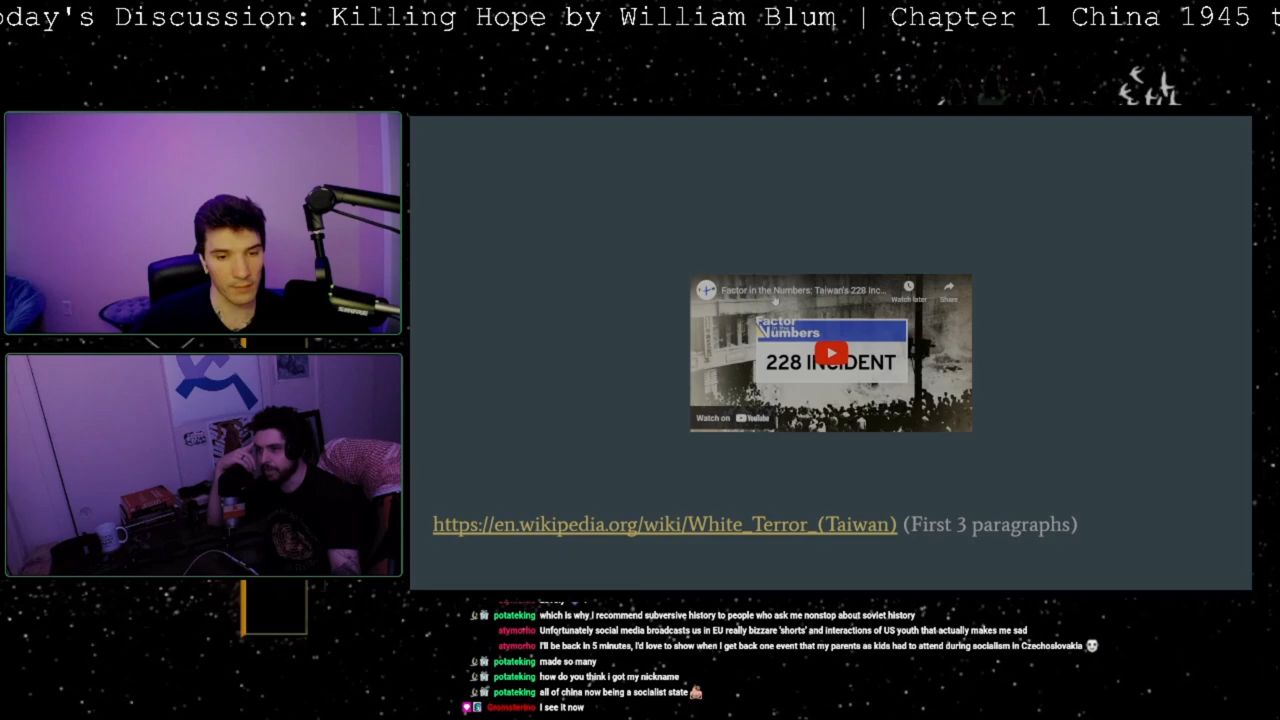 oday's Discussion: Killing Hope by William Blum | Chapter 1 China 1945 t
Factor in the Numbers: Taiwan's 228 Inc...
Watch later
Share
Factor
in the
Numbers
228 INCIDENT
Watch on YouTube
https://en.wikipedia.org/wiki/White_Terror_(Taiwan) (First 3 paragraphs)
potateking which is why I recommend subversive history to people who ask me nonstop about soviet history
stymorho Unfortunately social media broadcasts us in EU really bizzare 'shorts' and interactions of US youth that actually makes me sad
stymorho I'll be back in 5 minutes, I'd love to show when I get back one event that my parents as kids had to attend during socialism in Czechoslovakia
potateking made so many
potateking how do you think i got my nickname
potateking all of china now being a socialist state
I see it now